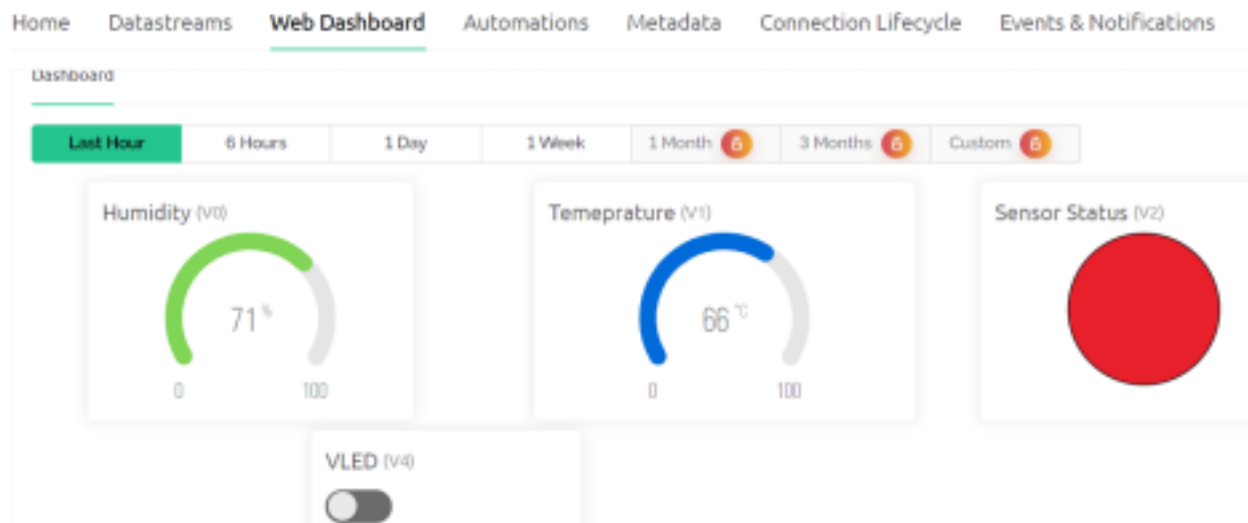 Home Datastreams Web Dashboard Automations Metadata Connection Lifecycle Events & Notifications
Dashboard
Last Hour 6 Hours 1 Day 1 Week 1 Month 3 Months Custom
Humidity (V0) Temeprature (V1) Sensor Status (V2)
71 % 66 °C
0 100 0 100
VLED (V4)